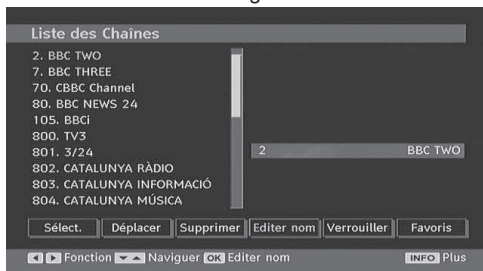 Liste des Chaînes
2. BBC TWO
7. BBC THREE
70. CBBC Channel
80. BBC NEWS 24
105. BBCi
800. TV3
801. 3/24
802. CATALUNYA RÀDIO
803. CATALUNYA INFORMACIÓ
804. CATALUNYA MÚSICA
2 BBC TWO
Sélect. Déplacer Supprimer Editer nom Verrouiller Favoris
Fonction Naviguer OK Editer nom INFO Plus